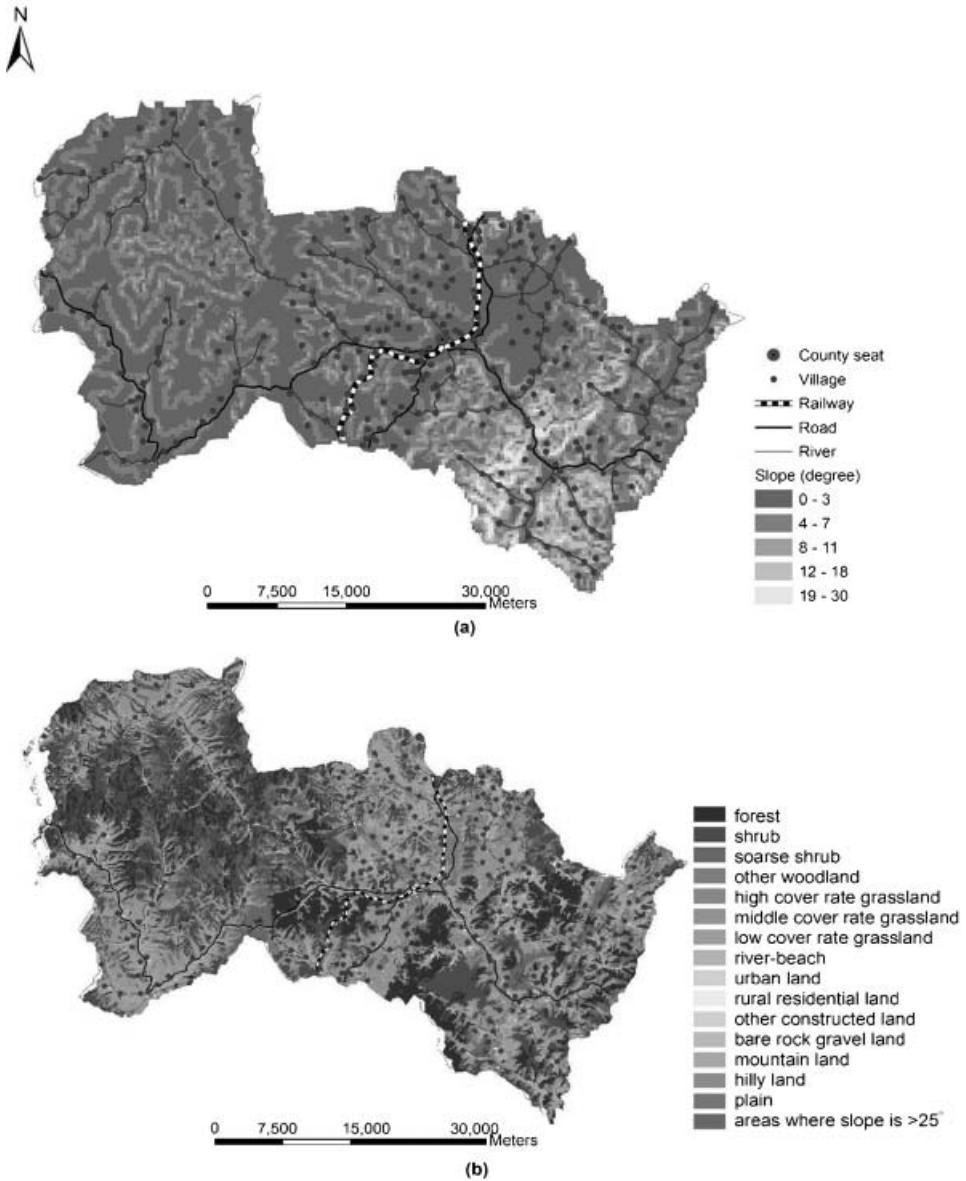 N
County seat
Village
Railway
Road
River
Slope (degree)
0 - 3
4 - 7
8 - 11
12 - 18
19 - 30
0 7,500 15,000 30,000
Meters
(a)
forest
shrub
soarse shrub
other woodland
high cover rate grassland
middle cover rate grassland
low cover rate grassland
river-beach
urban land
rural residential land
other constructed land
bare rock gravel land
mountain land
hilly land
plain
areas where slope is >25°
0 7,500 15,000 30,000
Meters
(b)